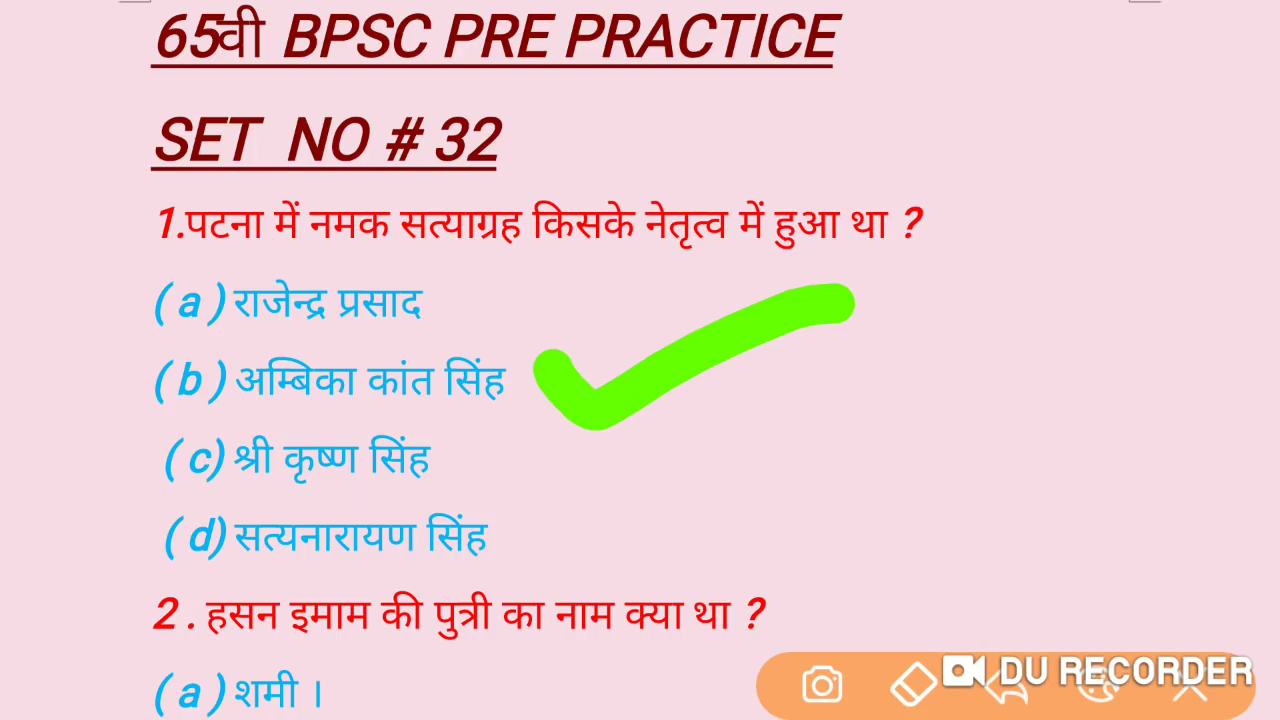 65वी BPSC PRE PRACTICE
SET NO # 32
1.पटना में नमक सत्याग्रह किसके नेतृत्व में हुआ था ?
( a ) राजेन्द्र प्रसाद
( b ) अम्बिका कांत सिंह
( c) श्री कृष्ण सिंह
( d) सत्यनारायण सिंह
2 . हसन इमाम की पुत्री का नाम क्या था ?
( a ) शमी ।
DU RECORDER